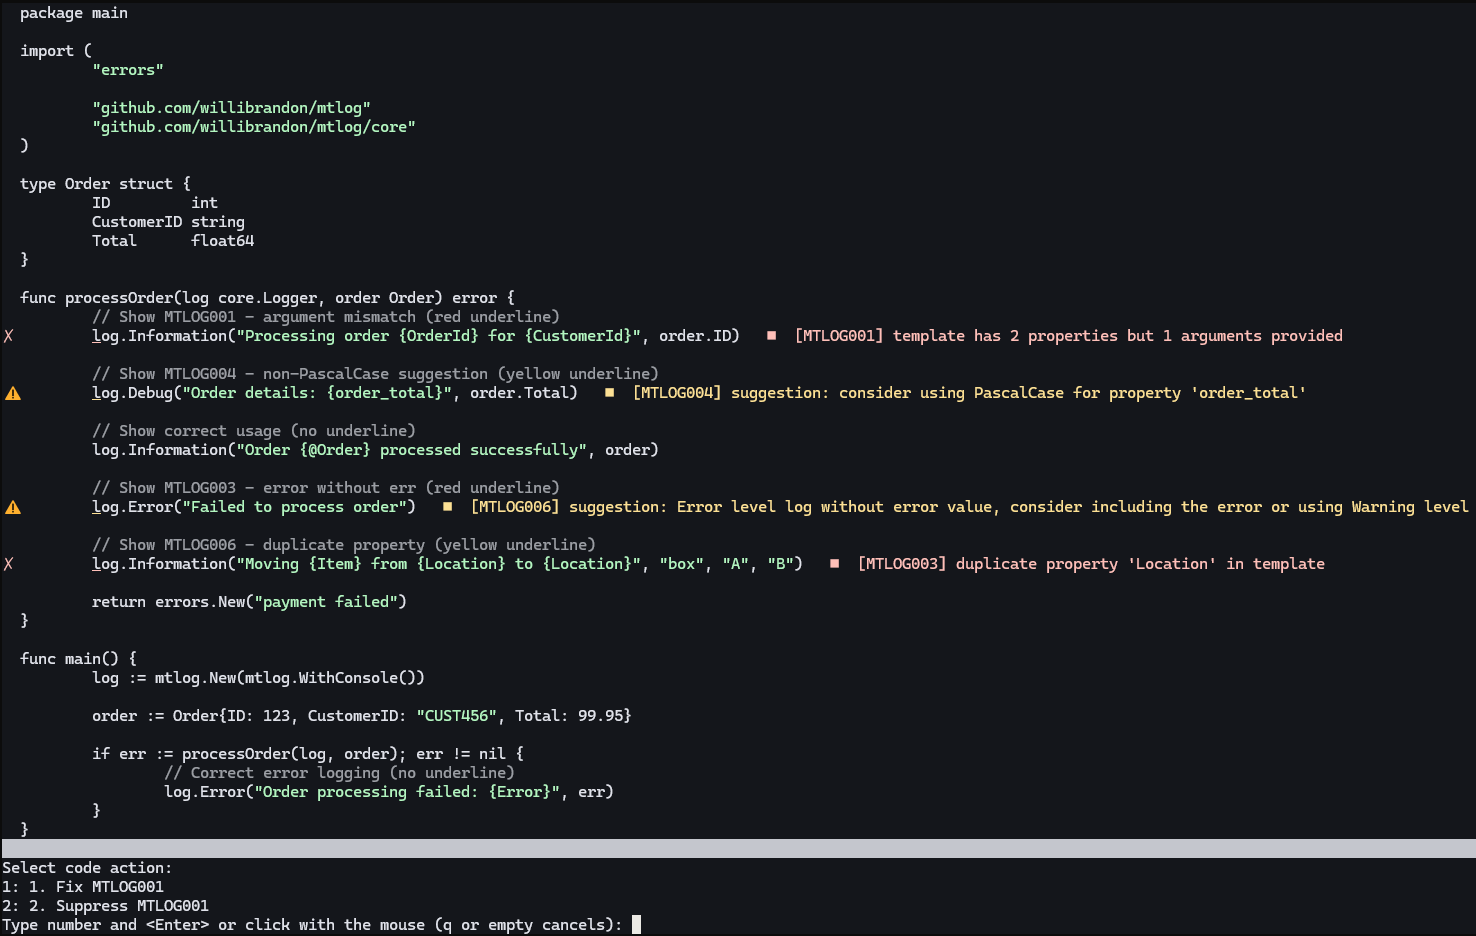 package main
import (
"errors"
"github.com/willibrandon/mtlog"
"github.com/willibrandon/mtlog/core"
)
type Order struct {
ID         int
CustomerID string
Total      float64
}
func processOrder(log core.Logger, order Order) error {
// Show MTLOG001 - argument mismatch (red underline)
✗ log.Information("Processing order {OrderId} for {CustomerId}", order.ID) ■ [MTLOG001] template has 2 properties but 1 arguments provided
// Show MTLOG004 - non-PascalCase suggestion (yellow underline)
⚠ log.Debug("Order details: {order_total}", order.Total) ■ [MTLOG004] suggestion: consider using PascalCase for property 'order_total'
// Show correct usage (no underline)
log.Information("Order {@Order} processed successfully", order)
// Show MTLOG003 - error without err (red underline)
⚠ log.Error("Failed to process order") ■ [MTLOG006] suggestion: Error level log without error value, consider including the error or using Warning level
// Show MTLOG006 - duplicate property (yellow underline)
✗ log.Information("Moving {Item} from {Location} to {Location}", "box", "A", "B") ■ [MTLOG003] duplicate property 'Location' in template
return errors.New("payment failed")
}
func main() {
log := mtlog.New(mtlog.WithConsole())
order := Order{ID: 123, CustomerID: "CUST456", Total: 99.95}
if err := processOrder(log, order); err != nil {
// Correct error logging (no underline)
log.Error("Order processing failed: {Error}", err)
}
}
Select code action:
1: 1. Fix MTLOG001
2: 2. Suppress MTLOG001
Type number and <Enter> or click with the mouse (q or empty cancels):